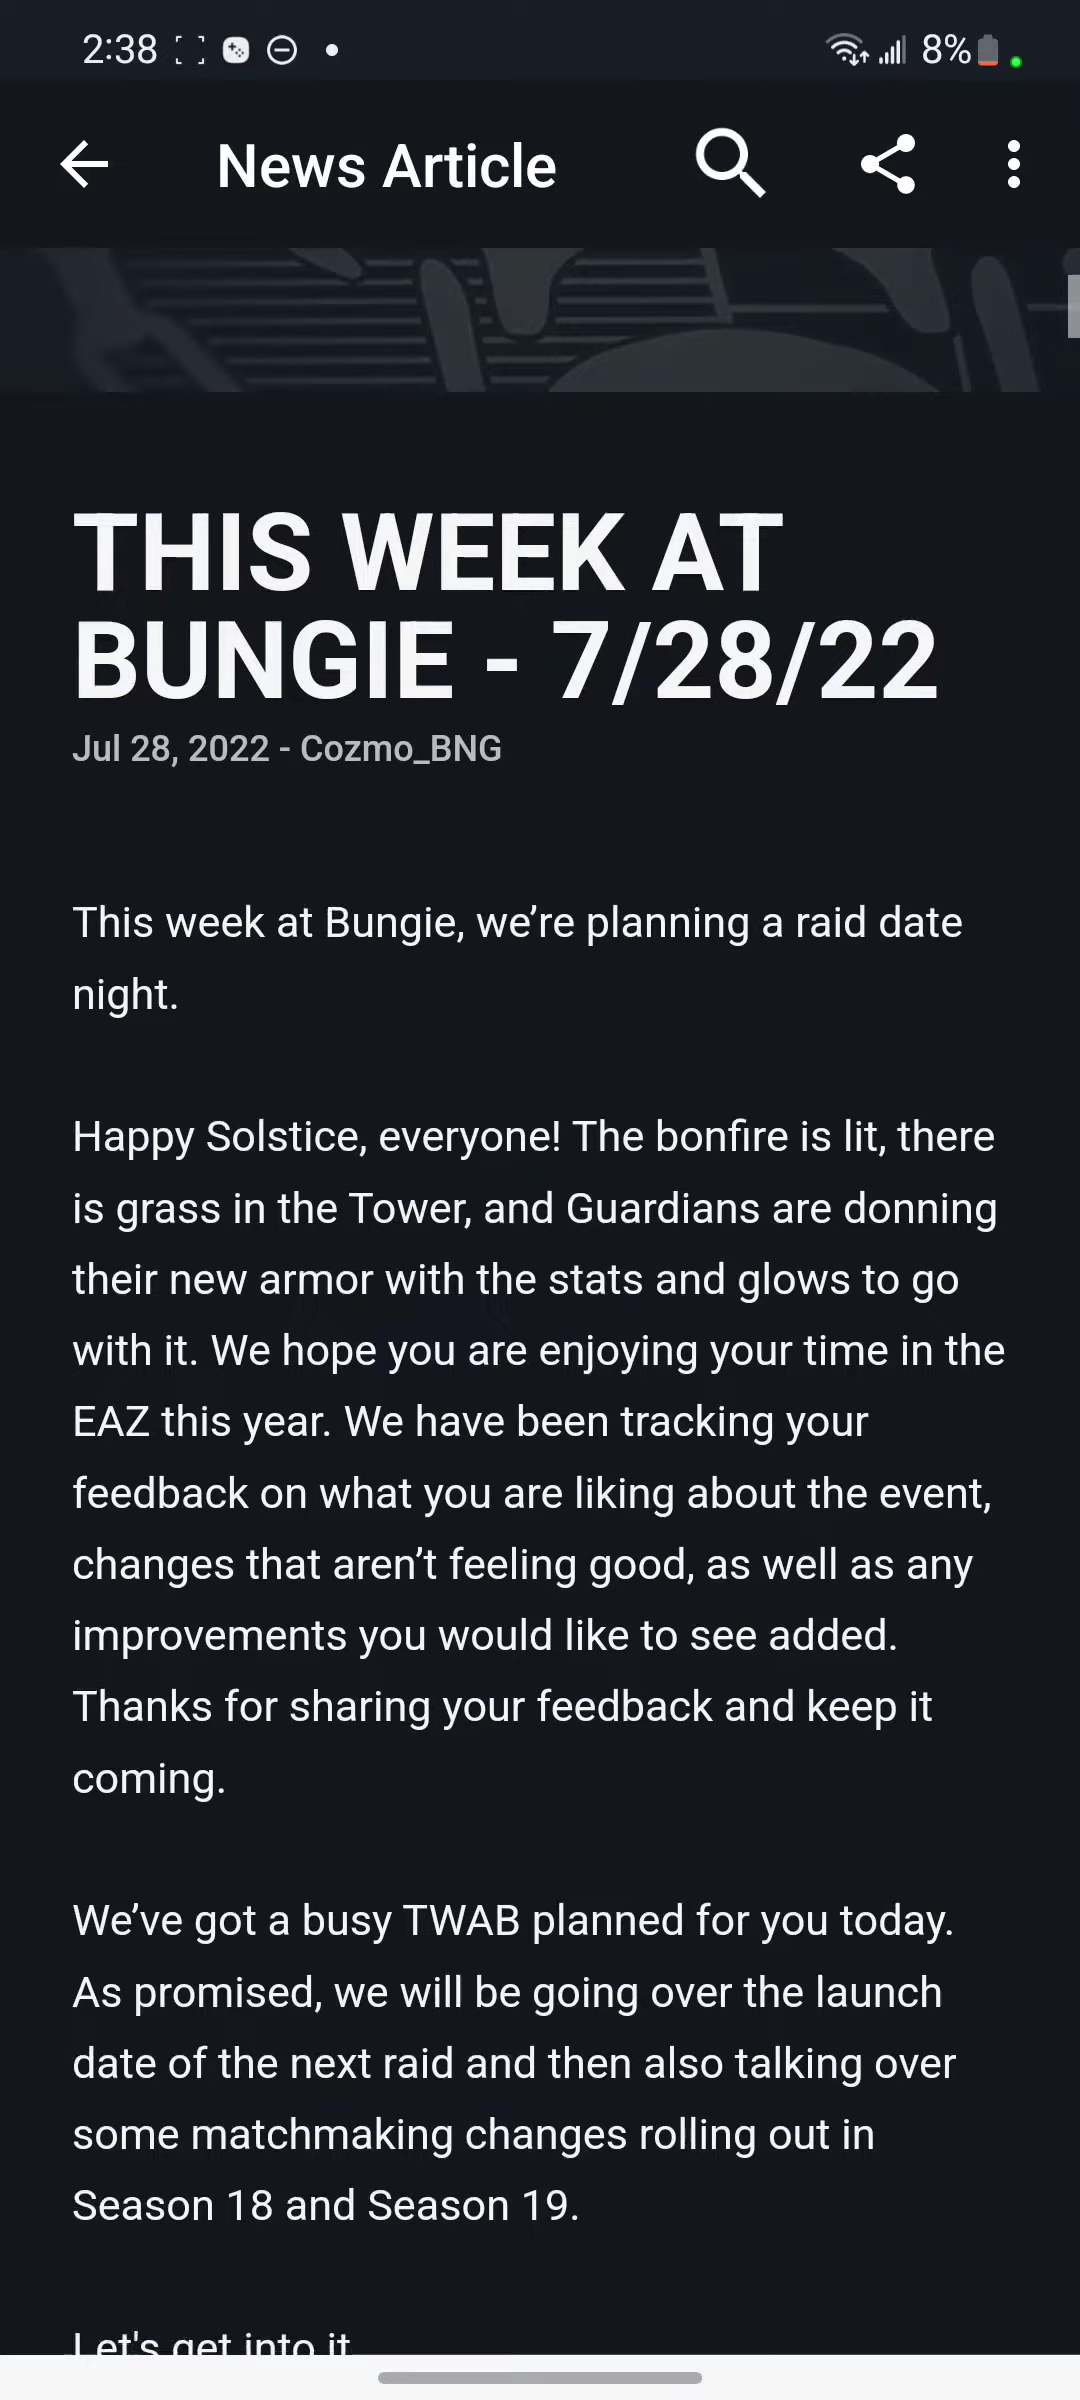 2:38
8%
News Article
THIS WEEK AT
BUNGIE - 7/28/22
Jul 28, 2022 - Cozmo_BNG
This week at Bungie, we’re planning a raid date
night.
Happy Solstice, everyone! The bonfire is lit, there
is grass in the Tower, and Guardians are donning
their new armor with the stats and glows to go
with it. We hope you are enjoying your time in the
EAZ this year. We have been tracking your
feedback on what you are liking about the event,
changes that aren’t feeling good, as well as any
improvements you would like to see added.
Thanks for sharing your feedback and keep it
coming.
We’ve got a busy TWAB planned for you today.
As promised, we will be going over the launch
date of the next raid and then also talking over
some matchmaking changes rolling out in
Season 18 and Season 19.
Let's get into it